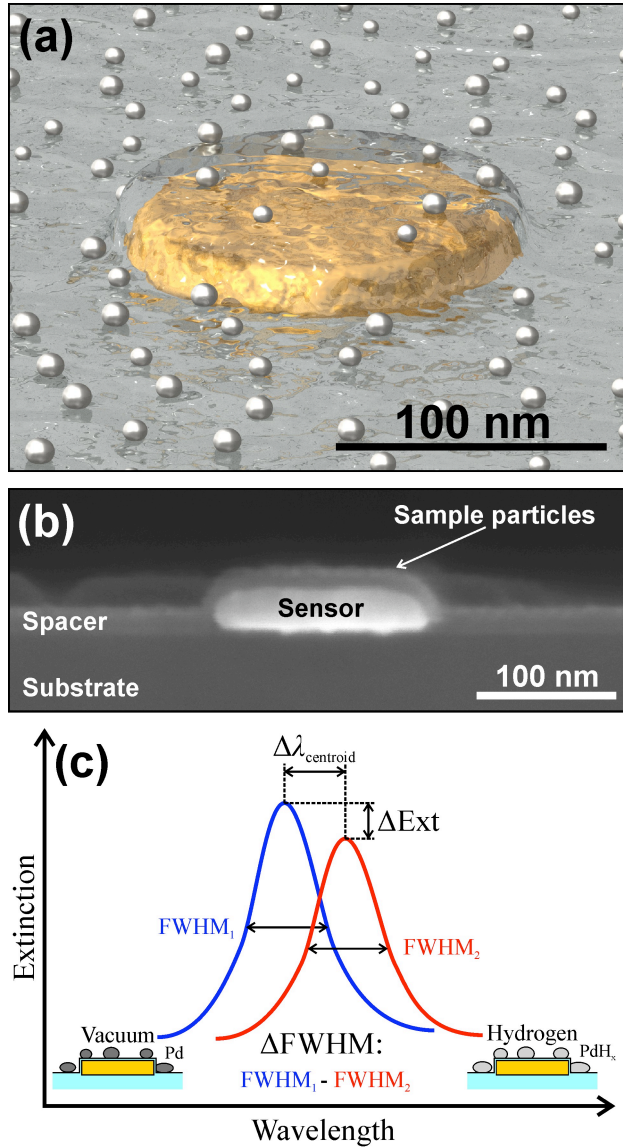 (a)
100 nm
(b)
Sample particles
Sensor
Spacer
Substrate
100 nm
(c)
Δλcentroid
ΔExt
FWHM1
FWHM2
Vacuum
Pd
Hydrogen
PdHx
ΔFWHM:
FWHM1 - FWHM2
Extinction
Wavelength